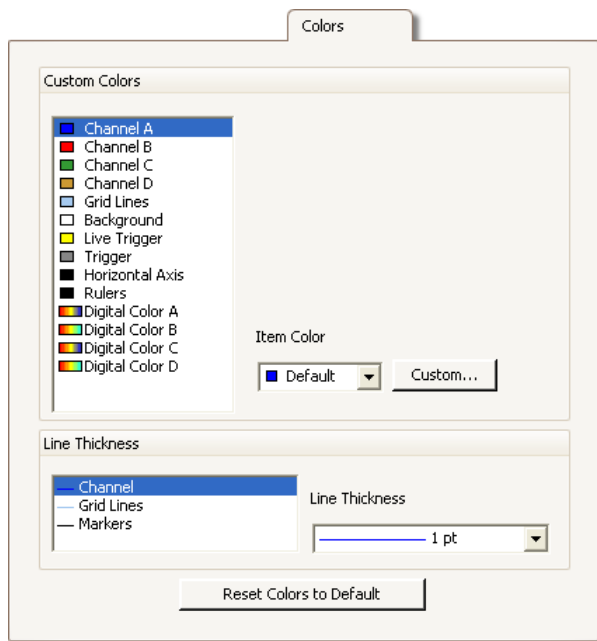 Colors
Custom Colors
Channel A
Channel B
Channel C
Channel D
Grid Lines
Background
Live Trigger
Trigger
Horizontal Axis
Rulers
Digital Color A
Digital Color B
Digital Color C
Digital Color D
Item Color
Default
Custom...
Line Thickness
Channel
Grid Lines
Markers
Line Thickness
1 pt
Reset Colors to Default